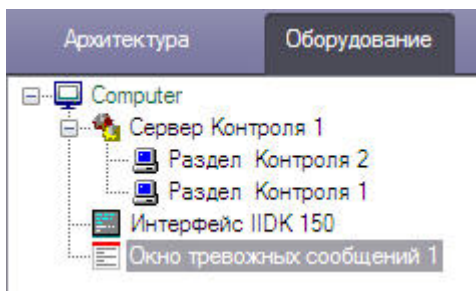 Архитектура Оборудование
Computer
Сервер Контроля 1
Раздел Контроля 2
Раздел Контроля 1
Интерфейс IIDK 150
Окно тревожных сообщений 1